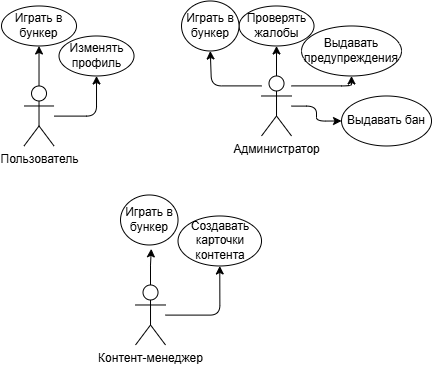 Играть в
бункер
Изменять
профиль
Пользователь
Играть в
бункер
Проверять
жалобы
Выдавать
предупреждения
Выдавать бан
Администратор
Играть в
бункер
Создавать
карточки
контента
Контент-менеджер